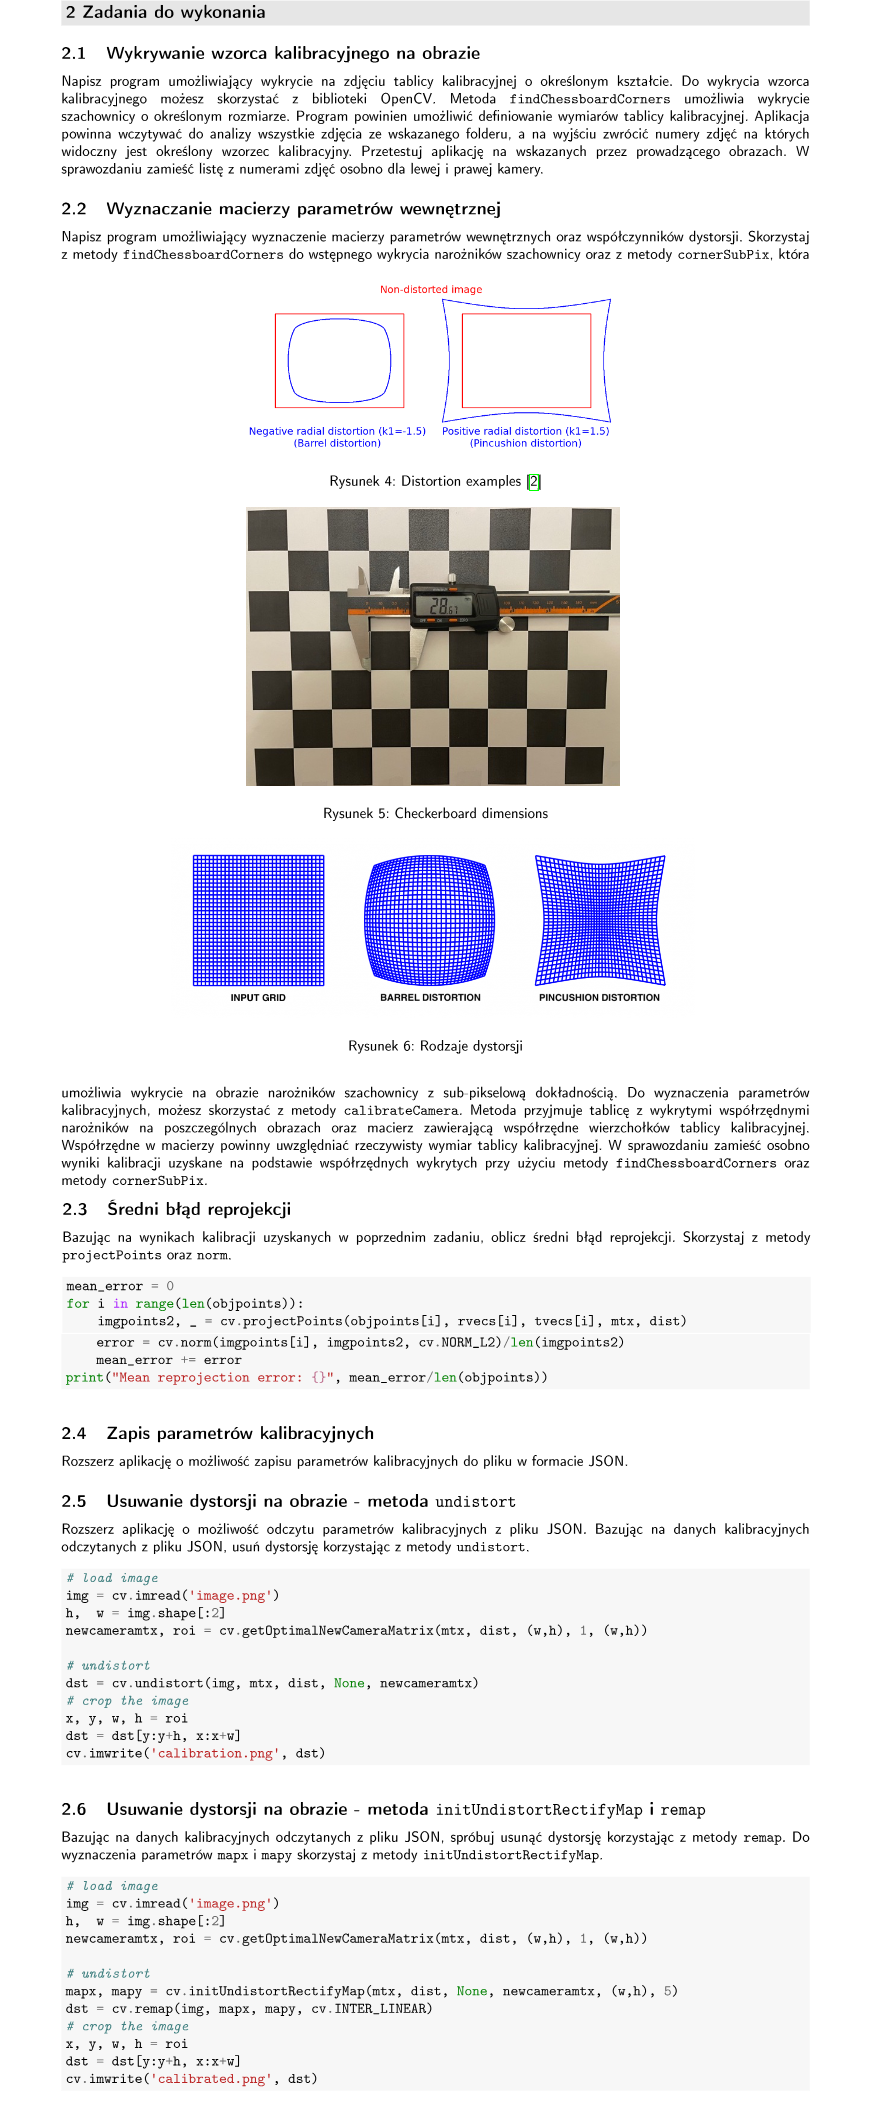 2 Zadania do wykonania
2.1 Wykrywanie wzorca kalibracyjnego na obrazie
Napisz program umożliwiający wykrycie na zdjęciu tablicy kalibracyjnej o określonym kształcie. Do wykrycia wzorca
kalibracyjnego możesz skorzystać z biblioteki OpenCV. Metoda findChessboardCorners umożliwia wykrycie
szachownicy o określonym rozmiarze. Program powinien umożliwić definiowanie wymiarów tablicy kalibracyjnej. Aplikacja
powinna wczytywać do analizy wszystkie zdjęcia ze wskazanego folderu, a na wyjściu zwrócić numery zdjęć na których
widoczny jest określony wzorzec kalibracyjny. Przetestuj aplikację na wskazanych przez prowadzącego obrazach. W
sprawozdaniu zamieść listę z numerami zdjęć osobno dla lewej i prawej kamery.
2.2 Wyznaczanie macierzy parametrów wewnętrznej
Napisz program umożliwiający wyznaczenie macierzy parametrów wewnętrznych oraz współczynników dystorsji. Skorzystaj
z metody findChessboardCorners do wstępnego wykrycia narożników szachownicy oraz z metody cornerSubPix, która
Non-distorted image
Negative radial distortion (k1=-1.5)
(Barrel distortion)
Positive radial distortion (k1=1.5)
(Pincushion distortion)
Rysunek 4: Distortion examples [2]
28.67
Rysunek 5: Checkerboard dimensions
INPUT GRID
BARREL DISTORTION
PINCUSHION DISTORTION
Rysunek 6: Rodzaje dystorsji
umożliwia wykrycie na obrazie narożników szachownicy z sub-pikselową dokładnością. Do wyznaczenia parametrów
kalibracyjnych, możesz skorzystać z metody calibrateCamera. Metoda przyjmuje tablicę z wykrytymi współrzędnymi
narożników na poszczególnych obrazach oraz macierz zawierającą współrzędne wierzchołków tablicy kalibracyjnej.
Współrzędne w macierzy powinny uwzględniać rzeczywisty wymiar tablicy kalibracyjnej. W sprawozdaniu zamieść osobno
wyniki kalibracji uzyskane na podstawie współrzędnych wykrytych przy użyciu metody findChessboardCorners oraz
metody cornerSubPix.
2.3 Średni błąd reprojekcji
Bazując na wynikach kalibracji uzyskanych w poprzednim zadaniu, oblicz średni błąd reprojekcji. Skorzystaj z metody
projectPoints oraz norm.
mean_error = 0
for i in range(len(objpoints)):
    imgpoints2, _ = cv.projectPoints(objpoints[i], rvecs[i], tvecs[i], mtx, dist)
    error = cv.norm(imgpoints[i], imgpoints2, cv.NORM_L2)/len(imgpoints2)
    mean_error += error
print("Mean reprojection error: {}", mean_error/len(objpoints))
2.4 Zapis parametrów kalibracyjnych
Rozszerz aplikację o możliwość zapisu parametrów kalibracyjnych do pliku w formacie JSON.
2.5 Usuwanie dystorsji na obrazie - metoda undistort
Rozszerz aplikację o możliwość odczytu parametrów kalibracyjnych z pliku JSON. Bazując na danych kalibracyjnych
odczytanych z pliku JSON, usuń dystorsję korzystając z metody undistort.
# load image
img = cv.imread('image.png')
h,  w = img.shape[:2]
newcameramtx, roi = cv.getOptimalNewCameraMatrix(mtx, dist, (w,h), 1, (w,h))
# undistort
dst = cv.undistort(img, mtx, dist, None, newcameramtx)
# crop the image
x, y, w, h = roi
dst = dst[y:y+h, x:x+w]
cv.imwrite('calibration.png', dst)
2.6 Usuwanie dystorsji na obrazie - metoda initUndistortRectifyMap i remap
Bazując na danych kalibracyjnych odczytanych z pliku JSON, spróbuj usunąć dystorsję korzystając z metody remap. Do
wyznaczenia parametrów mapx i mapy skorzystaj z metody initUndistortRectifyMap.
# load image
img = cv.imread('image.png')
h,  w = img.shape[:2]
newcameramtx, roi = cv.getOptimalNewCameraMatrix(mtx, dist, (w,h), 1, (w,h))
# undistort
mapx, mapy = cv.initUndistortRectifyMap(mtx, dist, None, newcameramtx, (w,h), 5)
dst = cv.remap(img, mapx, mapy, cv.INTER_LINEAR)
# crop the image
x, y, w, h = roi
dst = dst[y:y+h, x:x+w]
cv.imwrite('calibrated.png', dst)